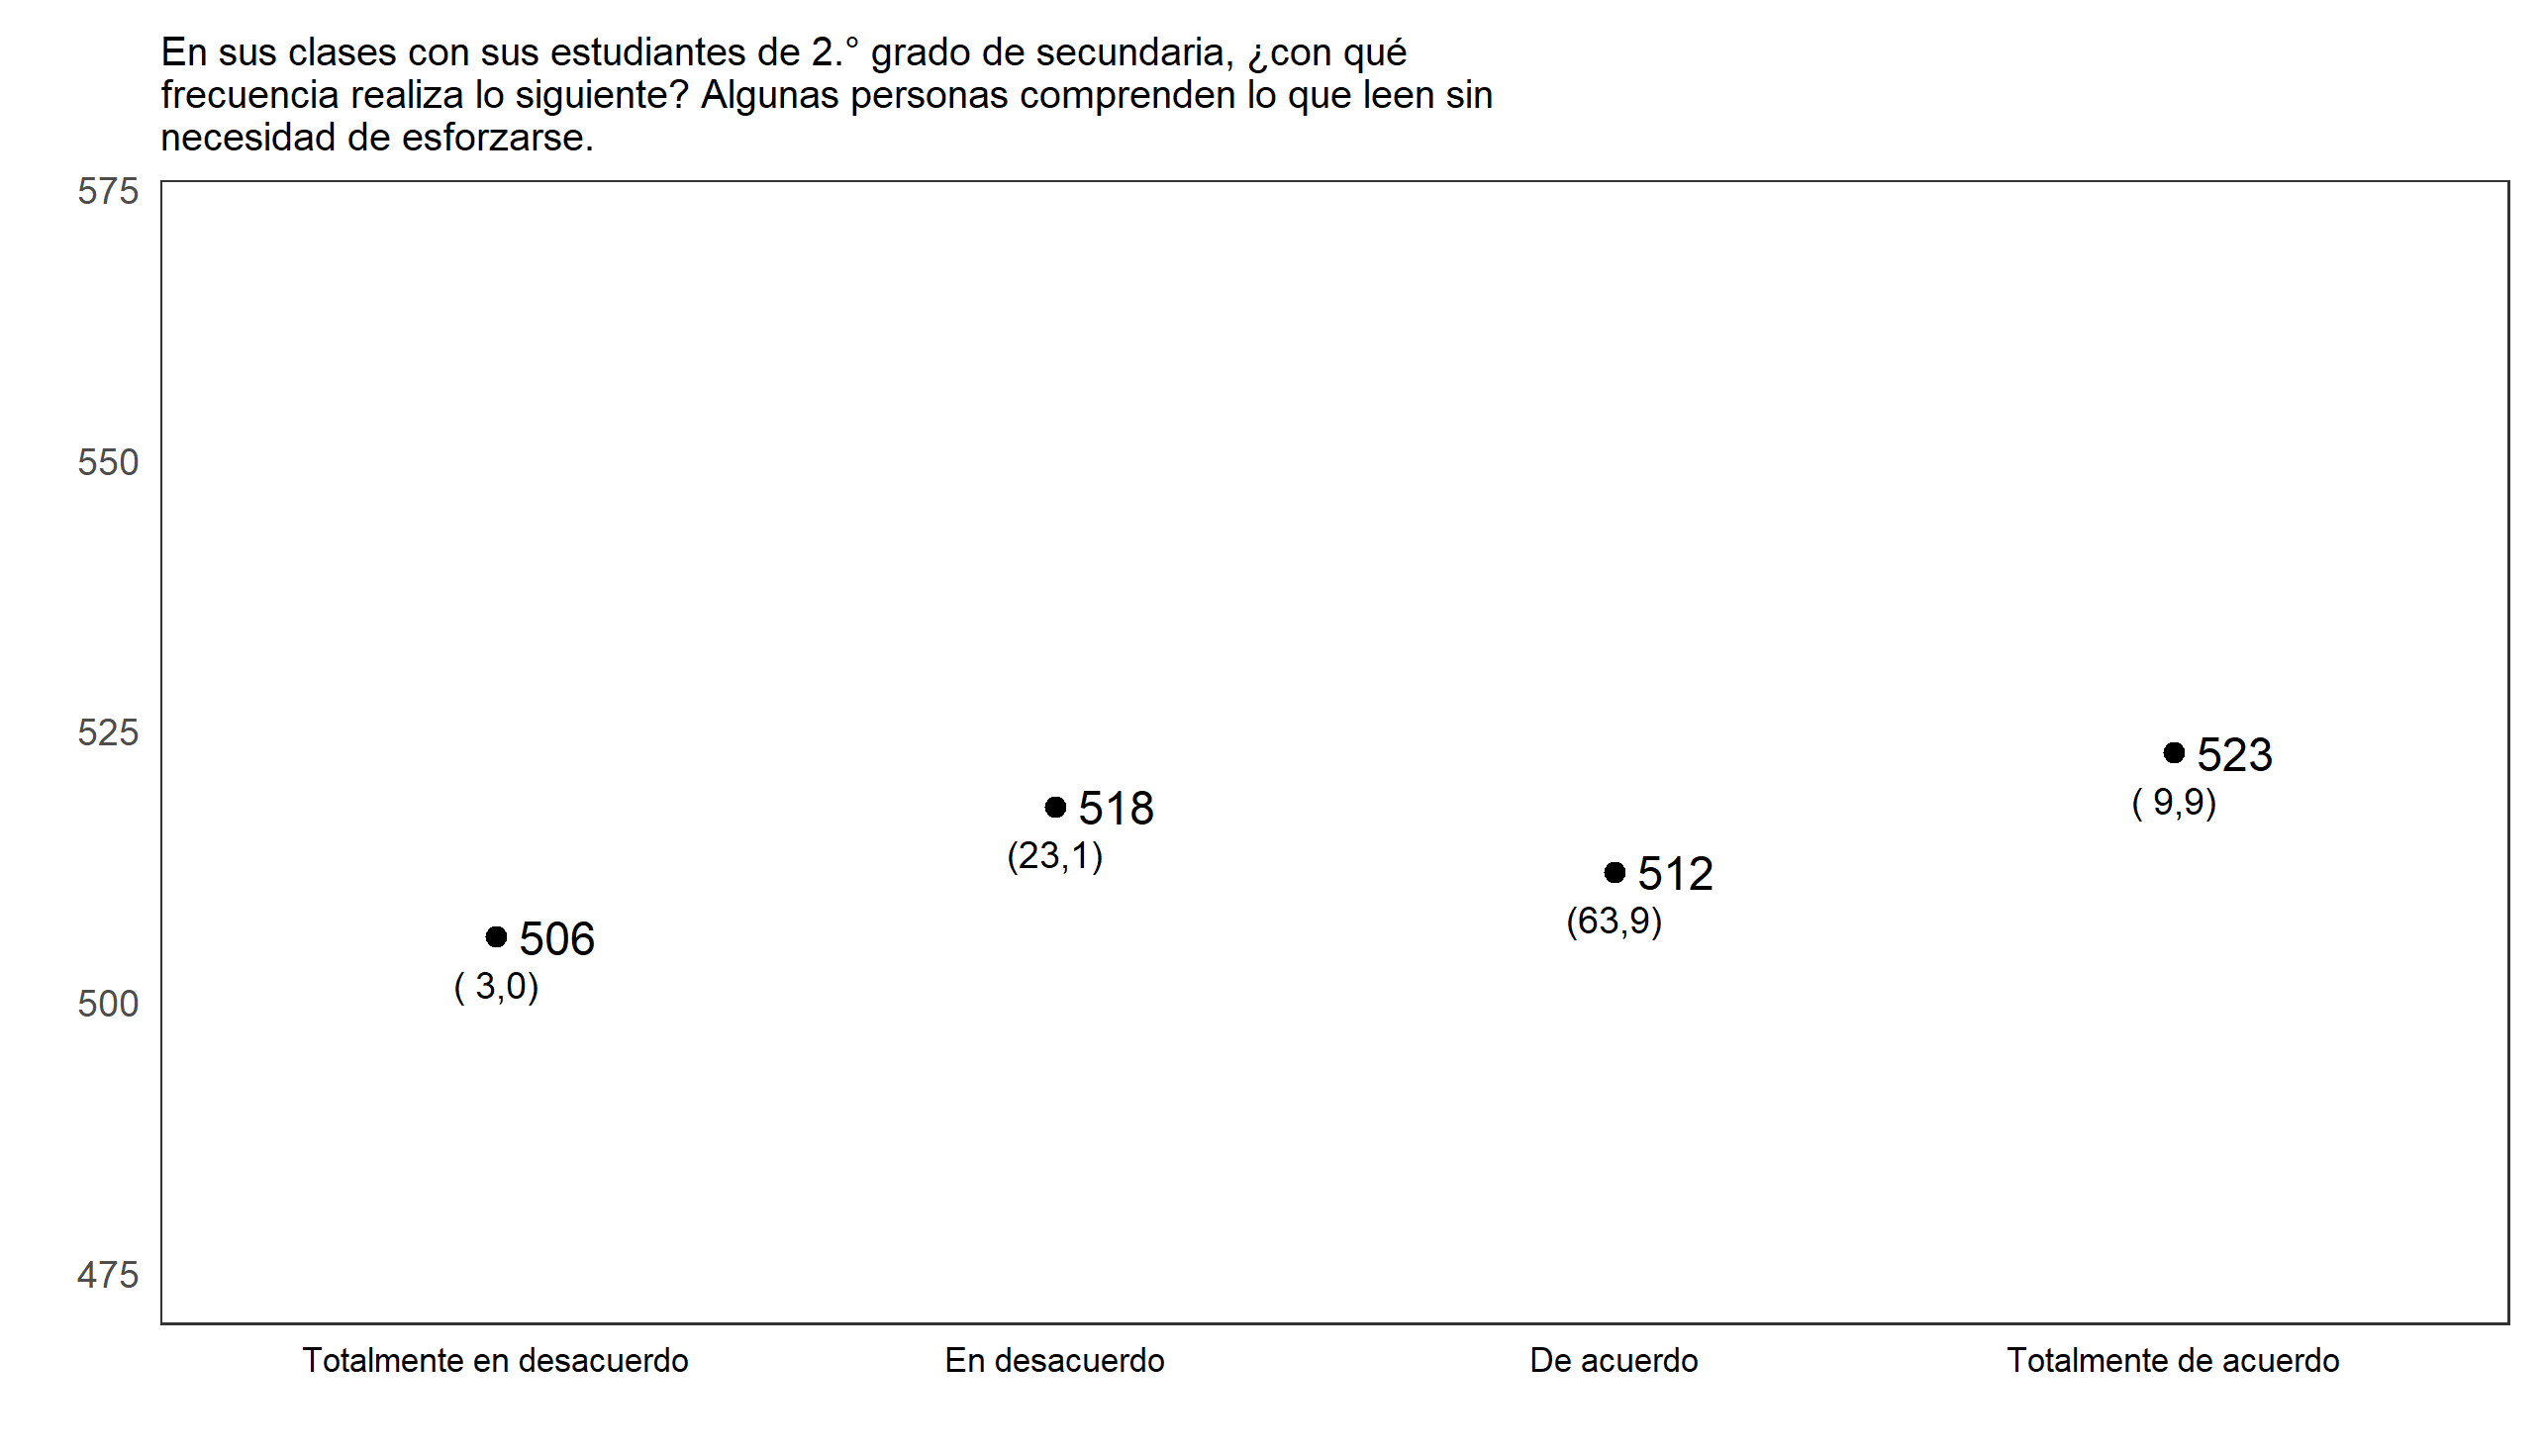 En sus clases con sus estudiantes de 2.° grado de secundaria, ¿con qué
frecuencia realiza lo siguiente? Algunas personas comprenden lo que leen sin
necesidad de esforzarse.
575
550
525
500
475
506
( 3,0)
518
(23,1)
512
(63,9)
523
( 9,9)
Totalmente en desacuerdo
En desacuerdo
De acuerdo
Totalmente de acuerdo